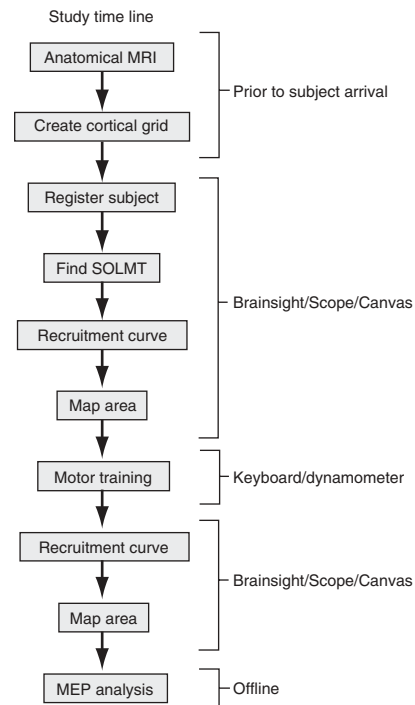 Study time line
Anatomical MRI
Prior to subject arrival
Create cortical grid
Register subject
Find SOLMT
Brainsight/Scope/Canvas
Recruitment curve
Map area
Motor training
Keyboard/dynamometer
Recruitment curve
Brainsight/Scope/Canvas
Map area
MEP analysis
Offline